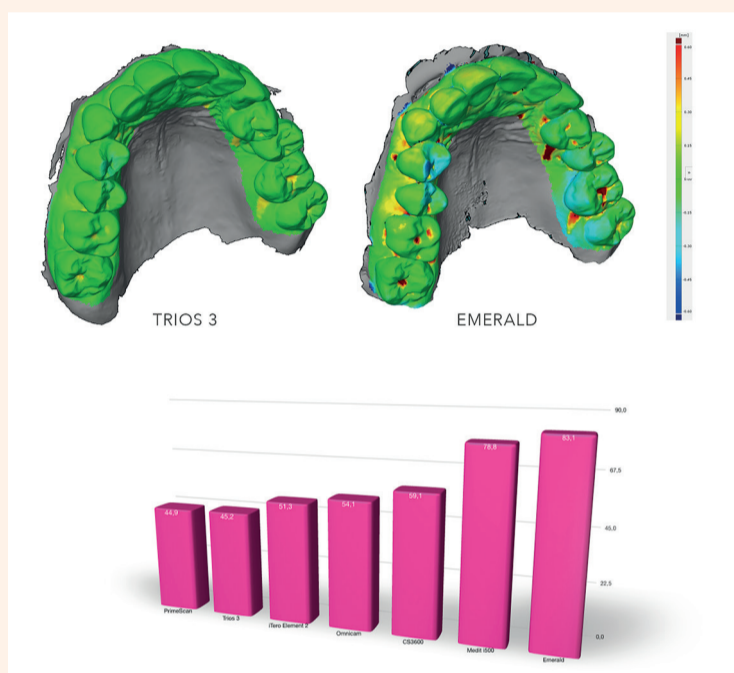 [mm]
TRIOS 3
EMERALD
90,0
67,5
45,0
22,5
0,0
44,9
45,2
51,3
54,1
59,1
78,8
83,1
PrimeScan
Trios 3
iTero Element 2
Omnicam
CS3600
Medit i500
Emerald